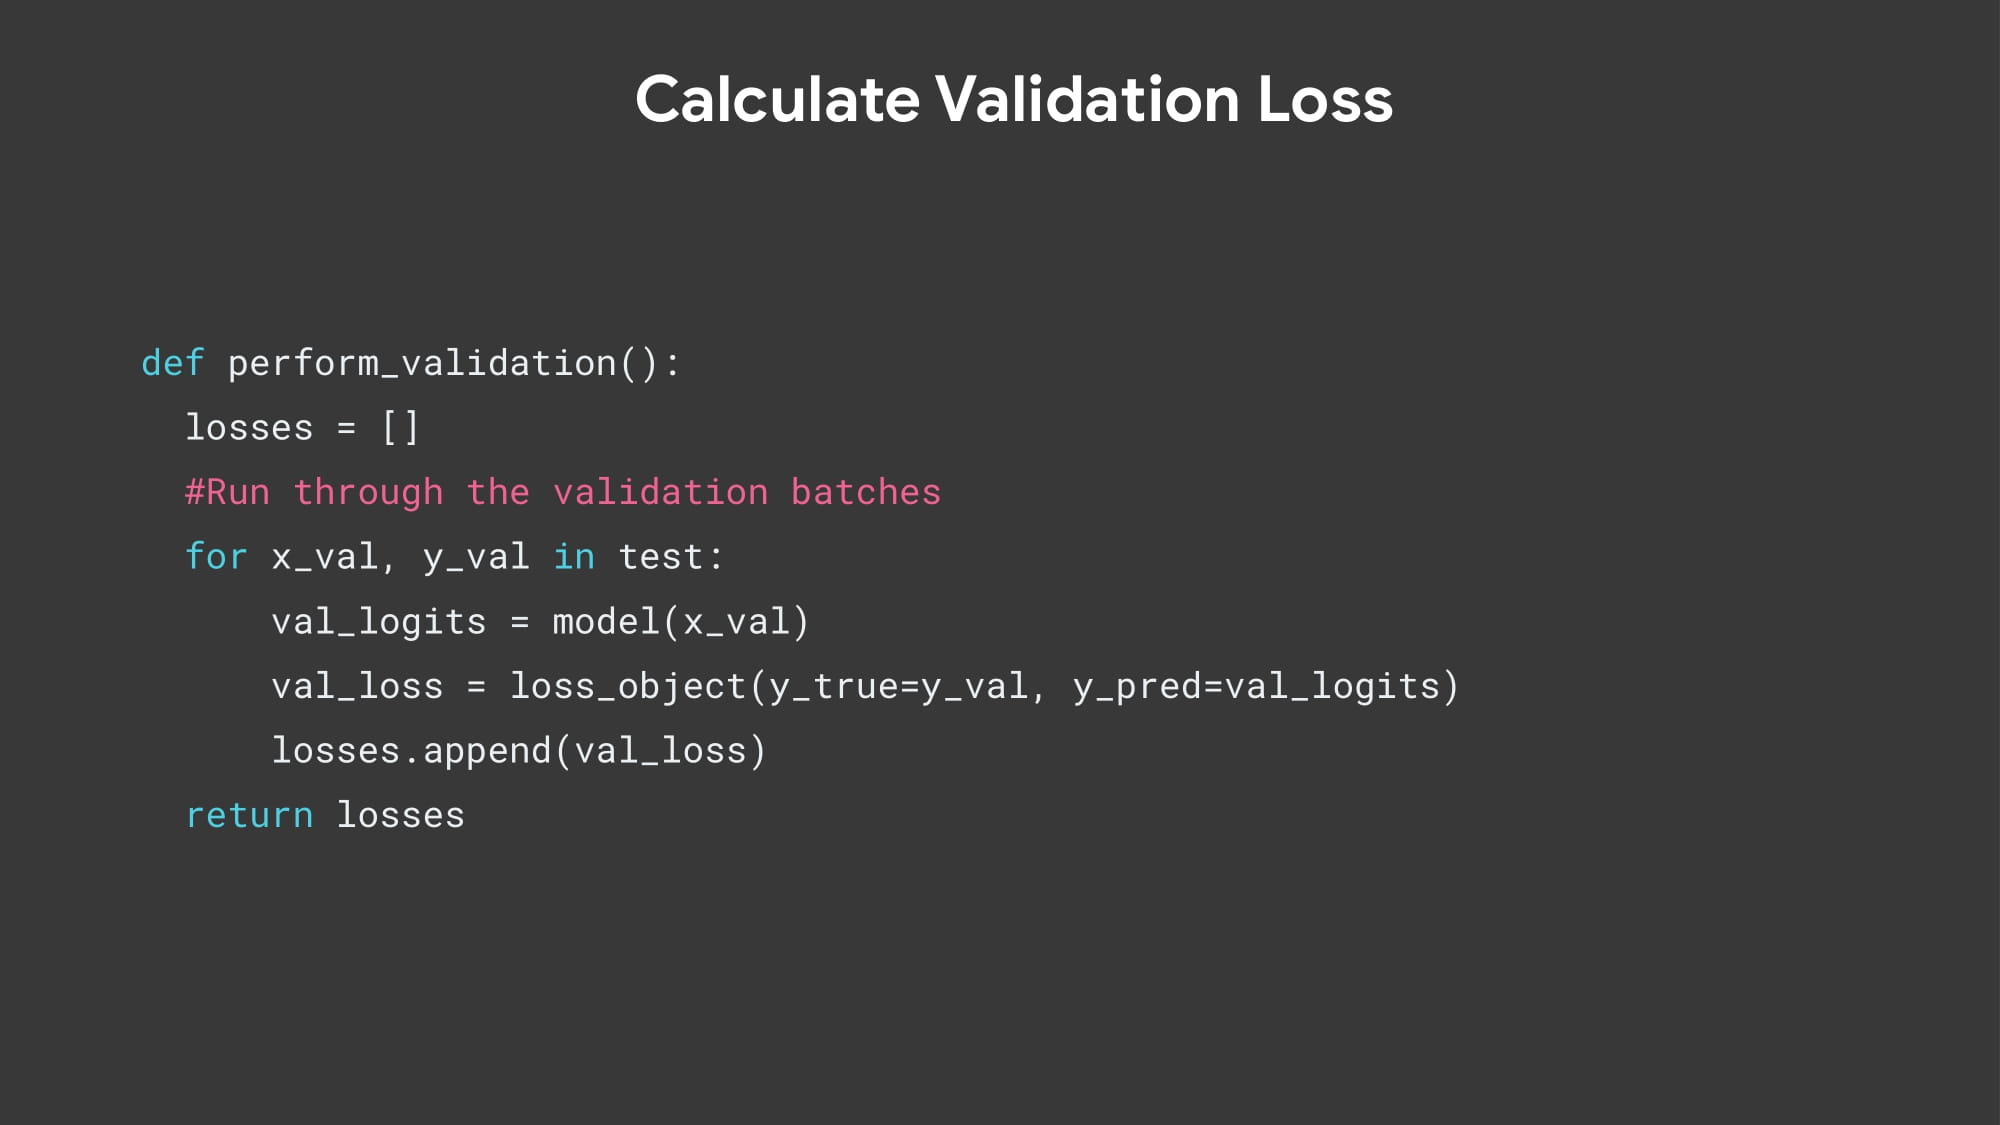 Calculate Validation Loss
def perform_validation():
  losses = []
  #Run through the validation batches
  for x_val, y_val in test:
      val_logits = model(x_val)
      val_loss = loss_object(y_true=y_val, y_pred=val_logits)
      losses.append(val_loss)
  return losses